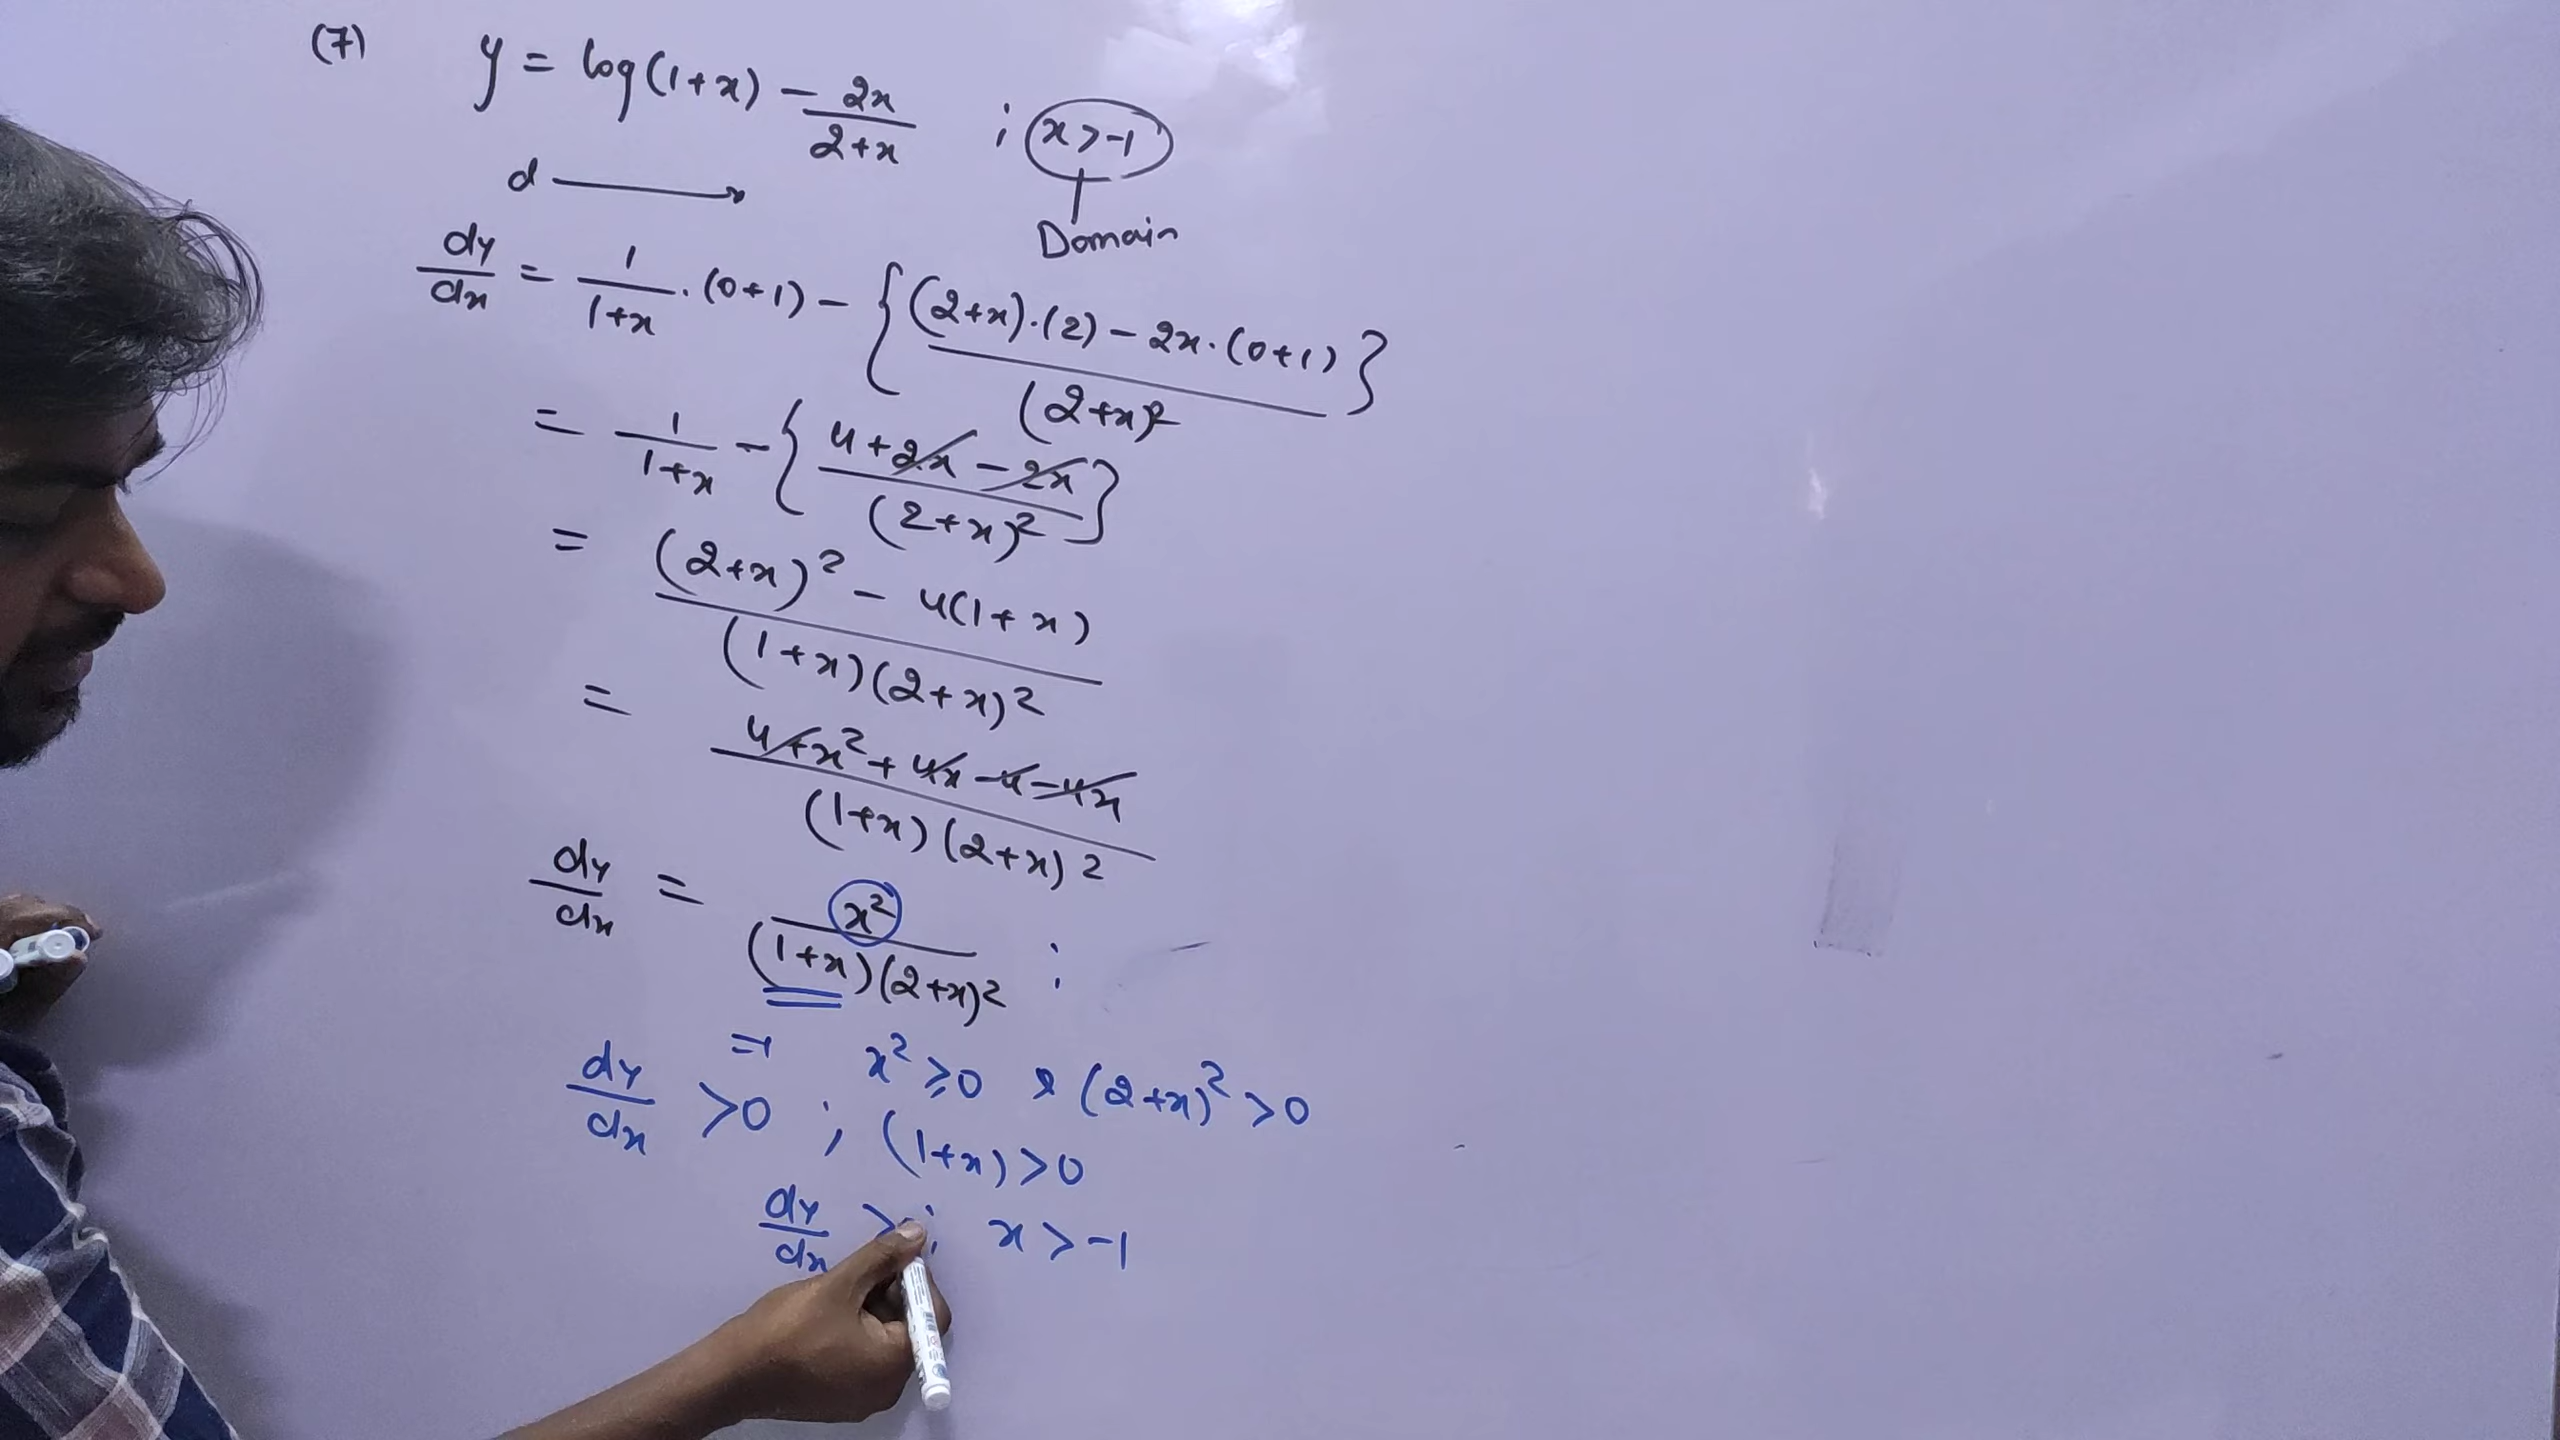 (7) y = log(1+x) - 2x/2+x ; x > -1
d →
Domain
dy/dx = 1/1+x · (0+1) - {(2+x)·(2) - 2x·(0+1)/(2+x)²}
= 1/1+x - {4+2x-2x/(2+x)²}
= (2+x)² - 4(1+x)/(1+x)(2+x)²
= 4+x²+4x-4-4x/(1+x)(2+x)²
dy/dx = x²/(1+x)(2+x)² ;
⇒ x² ≥ 0 & (2+x)² > 0
dy/dx > 0 ; (1+x) > 0
dy/dx > ; x > -1